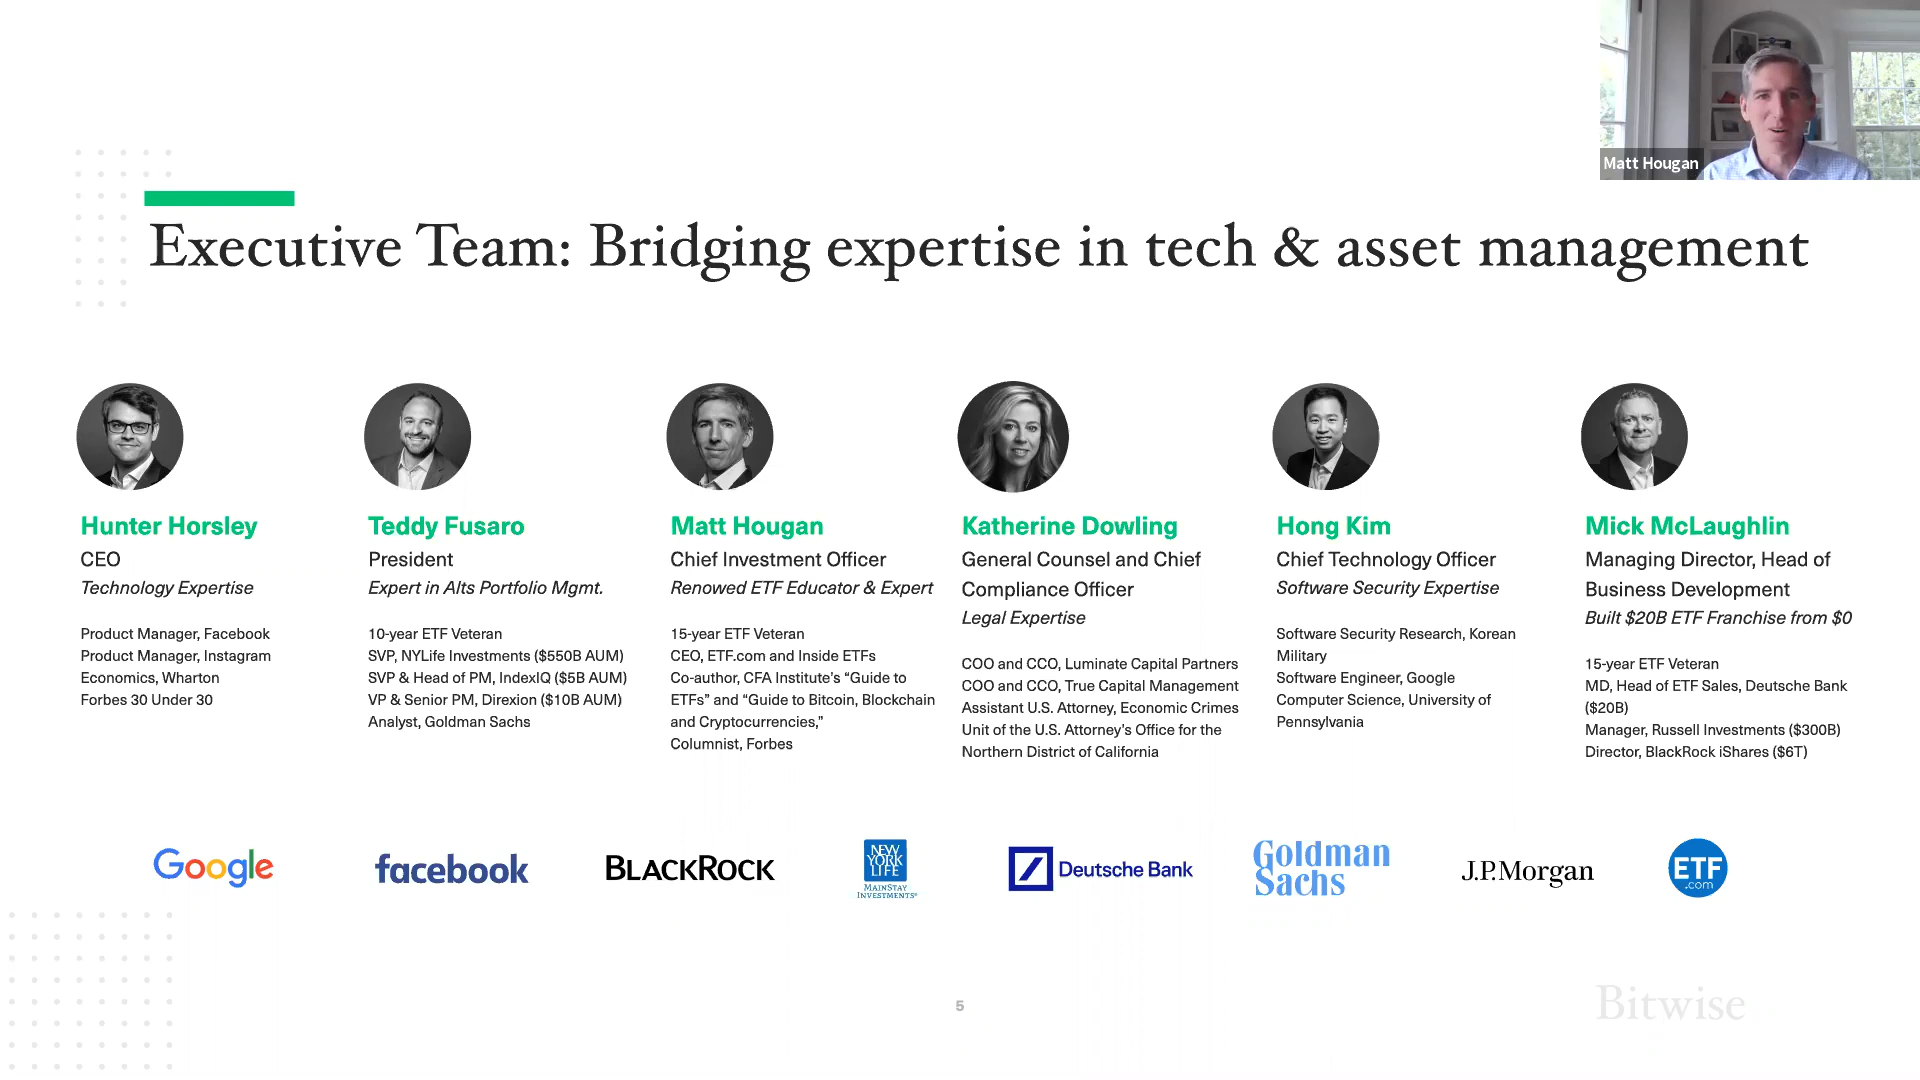 Matt Hougan
Executive Team: Bridging expertise in tech & asset management
Hunter Horsley
CEO
Technology Expertise
Product Manager, Facebook
Product Manager, Instagram
Economics, Wharton
Forbes 30 Under 30
Teddy Fusaro
President
Expert in Alts Portfolio Mgmt.
10-year ETF Veteran
SVP, NYLife Investments ($550B AUM)
SVP & Head of PM, IndexIQ ($5B AUM)
VP & Senior PM, Direxion ($10B AUM)
Analyst, Goldman Sachs
Matt Hougan
Chief Investment Officer
Renowed ETF Educator & Expert
15-year ETF Veteran
CEO, ETF.com and Inside ETFs
Co-author, CFA Institute's “Guide to
ETFs” and “Guide to Bitcoin, Blockchain
and Cryptocurrencies,”
Columnist, Forbes
Katherine Dowling
General Counsel and Chief
Compliance Officer
Legal Expertise
COO and CCO, Luminate Capital Partners
COO and CCO, True Capital Management
Assistant U.S. Attorney, Economic Crimes
Unit of the U.S. Attorney's Office for the
Northern District of California
Hong Kim
Chief Technology Officer
Software Security Expertise
Software Security Research, Korean
Military
Software Engineer, Google
Computer Science, University of
Pennsylvania
Mick McLaughlin
Managing Director, Head of
Business Development
Built $20B ETF Franchise from $0
15-year ETF Veteran
MD, Head of ETF Sales, Deutsche Bank
($20B)
Manager, Russell Investments ($300B)
Director, BlackRock iShares ($6T)
Google
facebook
BLACKROCK
NEW
YORK
LIFE
MAINSTAY
INVESTMENTS®
Deutsche Bank
Goldman
Sachs
J.P.Morgan
ETF
.com
5
Bitwise